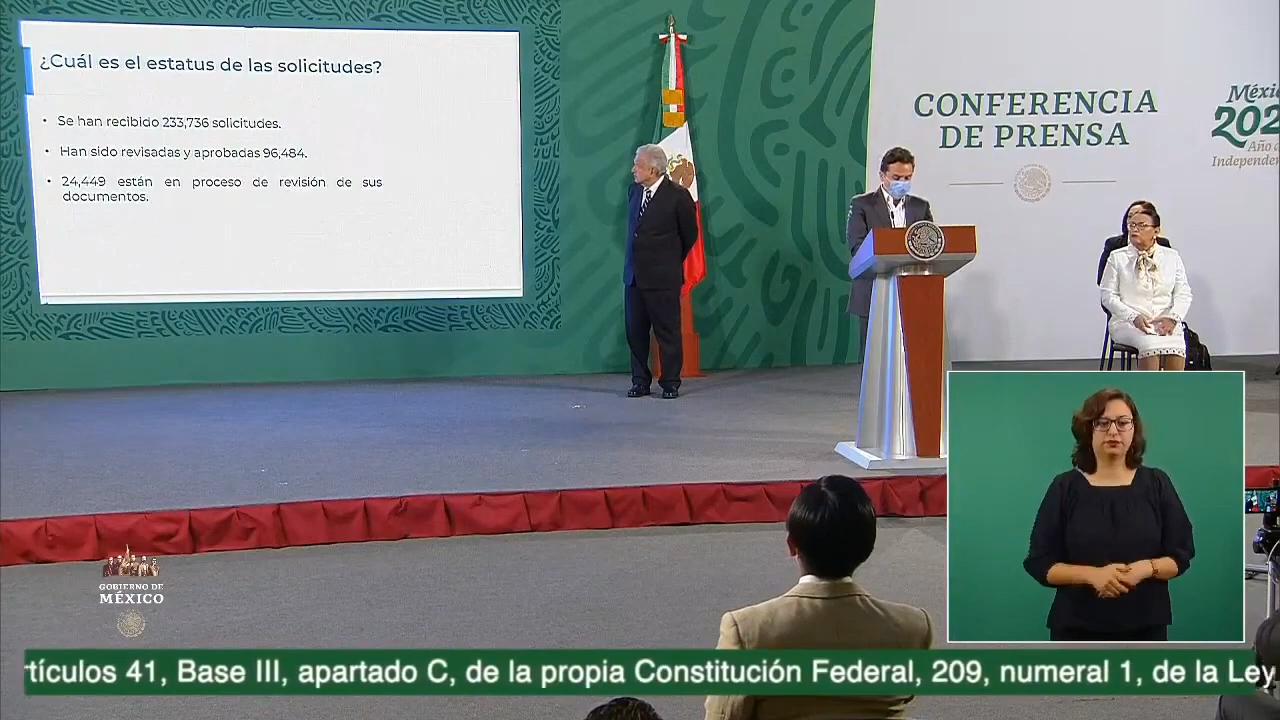 ¿Cuál es el estatus de las solicitudes?
• Se han recibido 233,736 solicitudes.
• Han sido revisadas y aprobadas 96,484.
• 24,449 están en proceso de revisión de sus
documentos.
CONFERENCIA
DE PRENSA
Méxic
202
Año d
Independen
GOBIERNO DE
MÉXICO
tículos 41, Base III, apartado C, de la propia Constitución Federal, 209, numeral 1, de la Ley